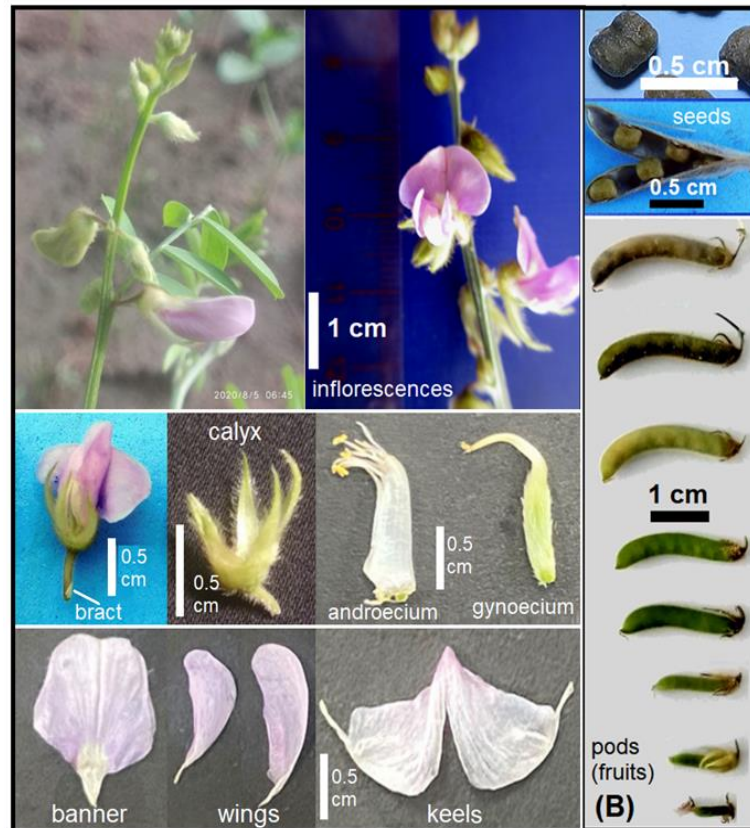 2020/8/5 06:45
1 cm
inflorescences
0.5 cm
seeds
0.5 cm
calyx
0.5
cm
bract
0.5
cm
androecium
0.5
cm
gynoecium
banner
wings
0.5
cm
keels
1 cm
pods
(fruits)
(B)